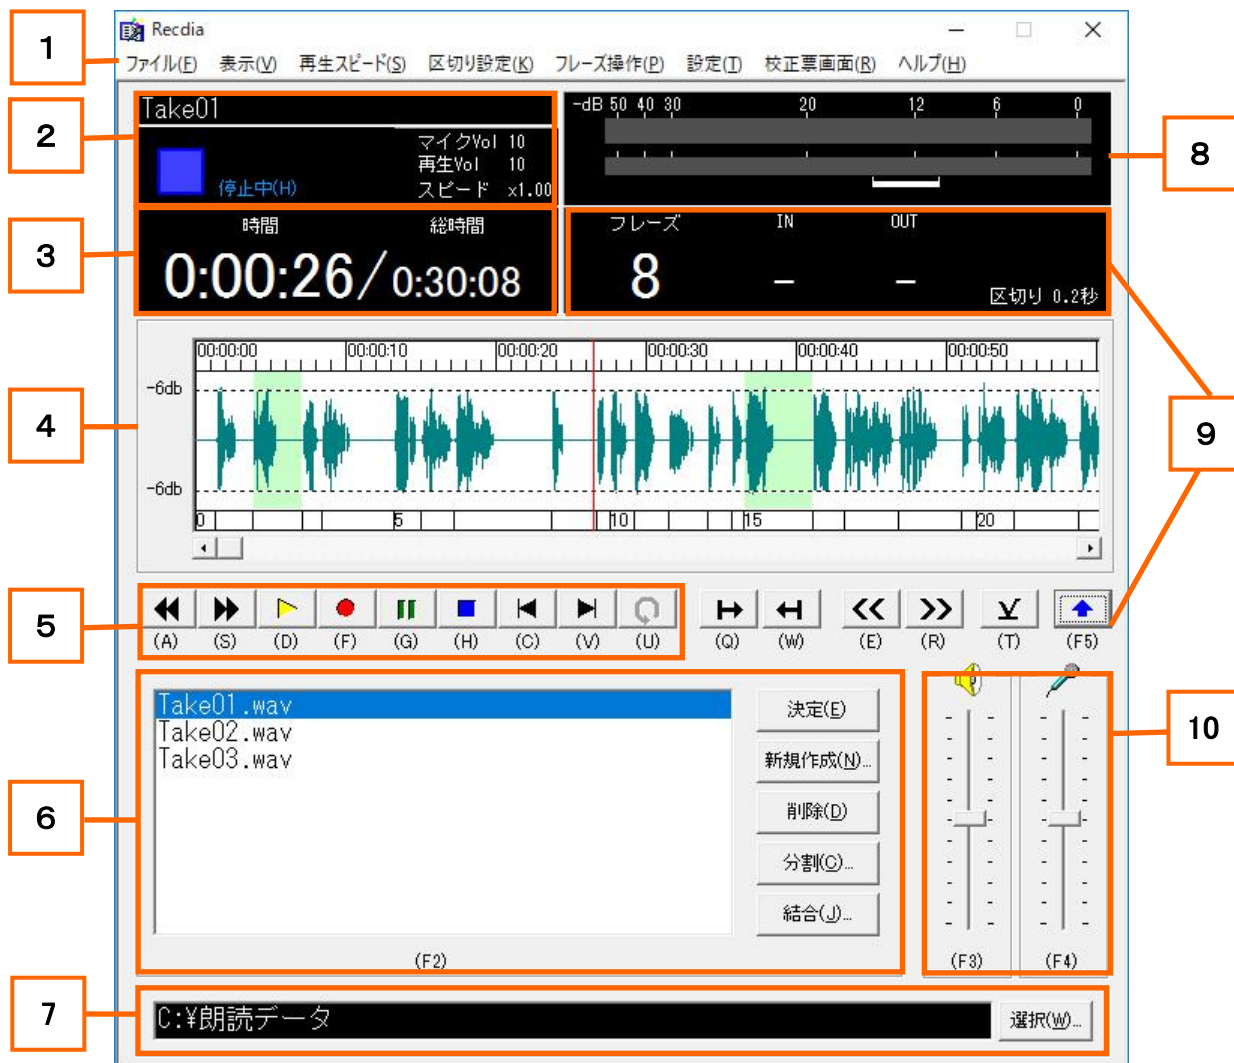 Recdia
ファイル(F) 表示(V) 再生スピード(S) 区切り設定(K) フレーズ操作(P) 設定(T) 校正票画面(R) ヘルプ(H)
1
2
3
4
5
6
7
8
9
10
Take01
マイクVol 10
再生Vol 10
停止中(H)
スピード x1.00
-dB 50 40 30 20 12 6 0
時間 総時間
0:00:26/0:30:08
フレーズ IN OUT
8 - -
区切り 0.2秒
00:00:00 00:00:10 00:00:20 00:00:30 00:00:40 00:00:50
-6db
-6db
0 5 10 15 20
(A) (S) (D) (F) (G) (H) (C) (V) (U) (Q) (W) (E) (R) (T) (F5)
Take01.wav
Take02.wav
Take03.wav
決定(E)
新規作成(N)...
削除(D)
分割(C)...
結合(J)...
(F2)
(F3) (F4)
C:¥朗読データ
選択(W)...